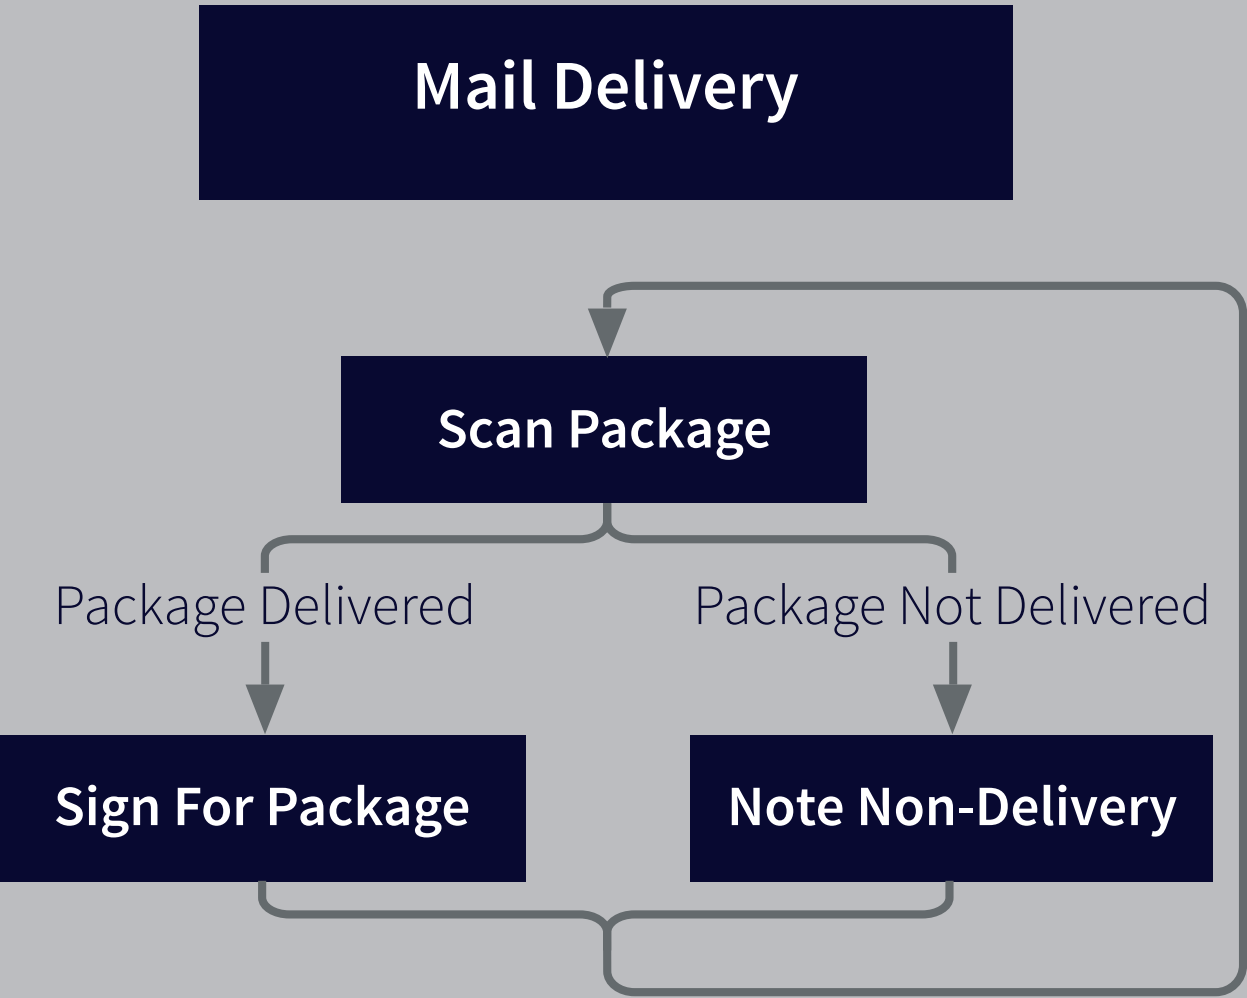 Mail Delivery
Scan Package
Package Delivered
Package Not Delivered
Sign For Package
Note Non-Delivery